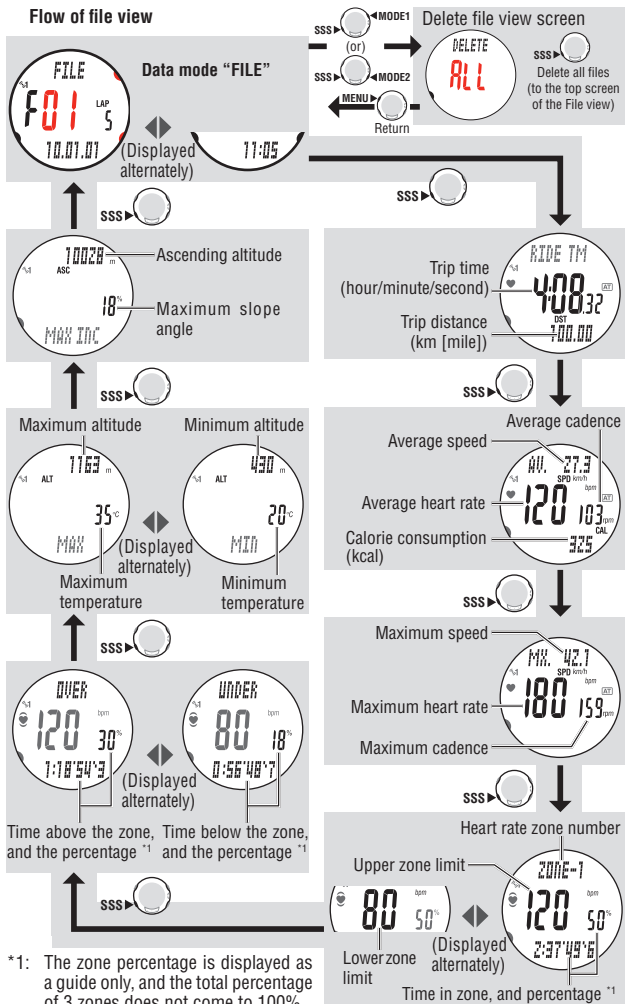 Flow of file view
Data mode “FILE”
FILE
F01
LAP
5
10.01.01
(Displayed
alternately)
11:05
SSS
MODE1
(or)
SSS
MODE2
MENU
Return
Delete file view screen
DELETE
ALL
SSS
Delete all files
(to the top screen
of the File view)
SSS
SSS
10028 m
ASC
18%
MAX INC
Ascending altitude
Maximum slope
angle
Trip time
(hour/minute/second)
Trip distance
(km [mile])
RIDE TM
4:08.32
AT
DST
100.00
SSS
SSS
Maximum altitude
Minimum altitude
1163 m
ALT
35°C
MAX
(Displayed
alternately)
430 m
ALT
20°C
MIN
Maximum
temperature
Minimum
temperature
Average cadence
Average speed
Average heart rate
Calorie consumption
(kcal)
AV. 27.3
SPD km/h
bpm
AT
120
103 rpm
CAL
325
SSS
SSS
Maximum speed
Maximum heart rate
Maximum cadence
MX. 42.1
SPD km/h
bpm
AT
180
159 rpm
OVER
bpm
120
30%
1:18'54"3
(Displayed
alternately)
UNDER
bpm
80
18%
0:56'48"7
Time above the zone,
and the percentage *1
Time below the zone,
and the percentage *1
SSS
SSS
Heart rate zone number
Upper zone limit
ZONE-1
bpm
120
50%
2:37'49"6
(Displayed
alternately)
bpm
80
50%
Lower zone
limit
Time in zone, and percentage *1
*1: The zone percentage is displayed as
a guide only, and the total percentage
of 3 zones does not come to 100%